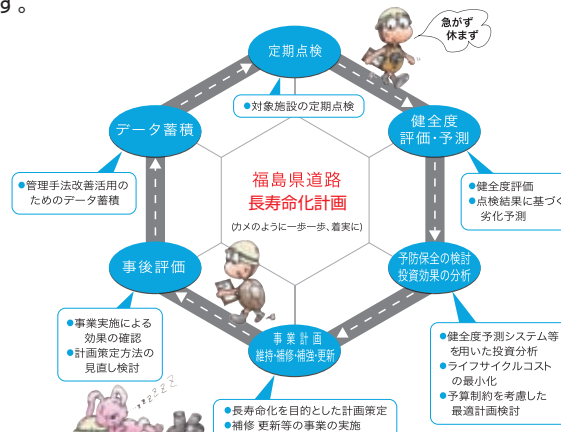 す。
急がず
休まず
定期点検
●対象施設の定期点検
データ蓄積
健全度
評価・予測
●管理手法改善活用の
ためのデータ蓄積
福島県道路
長寿命化計画
(カメのように一歩一歩、着実に)
●健全度評価
●点検結果に基づく
劣化予測
事後評価
予防保全の検討
投資効果の分析
●事業実施による
効果の確認
●計画策定方法の
見直し検討
事業計画
維持・補修・補強・更新
●健全度予測システム等
を用いた投資分析
●ライフサイクルコスト
の最小化
●予算制約を考慮した
最適計画検討
zzzzzzz
●長寿命化を目的とした計画策定
●補修 更新等の事業の実施